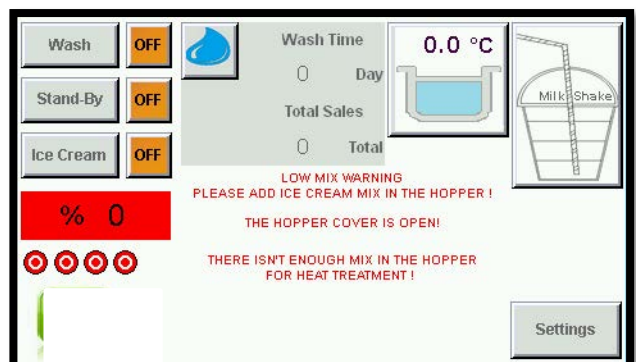 Wash OFF
Wash Time
0 Day
Total Sales
0 Total
0.0 °C
Milk Shake
Stand-By OFF
Ice Cream OFF
% 0
LOW MIX WARNING
PLEASE ADD ICE CREAM MIX IN THE HOPPER !
THE HOPPER COVER IS OPEN!
THERE ISN'T ENOUGH MIX IN THE HOPPER
FOR HEAT TREATMENT !
Settings